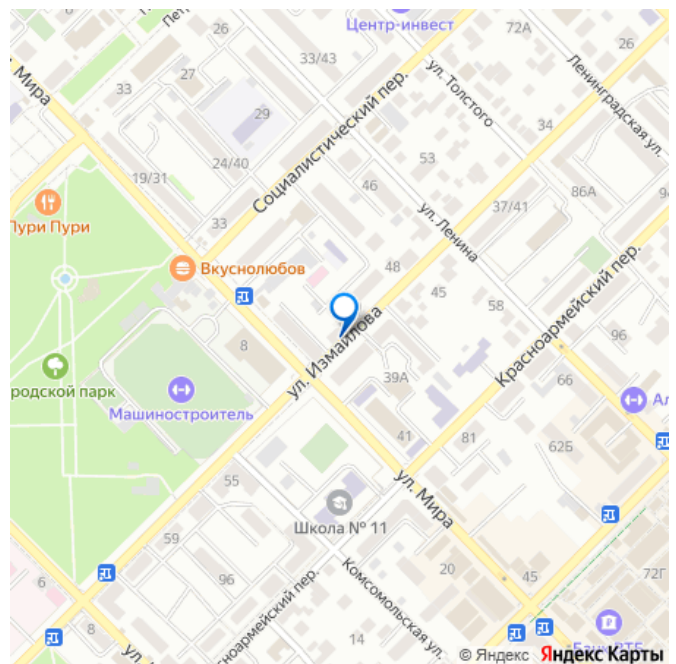 Центр-инвест
72А
26
26
33/43
ул. Мира
27
33
ул. Толстого
Ленинградская ул.
29
34
Социалистический пер.
24/40
53
19/31
46
86А
37/41
33
Пури Пури
ул. Ленина
Вкуснолюбов
48
45
58
Красноармейский пер.
96
8
ул. Измайлова
39А
66
Машиностроитель
41
81
62Б
55
ул. Мира
Школа № 11
59
96
20
45
72Г
6
Комсомольская ул.
8
14
© Яндекс Яндекс Карты